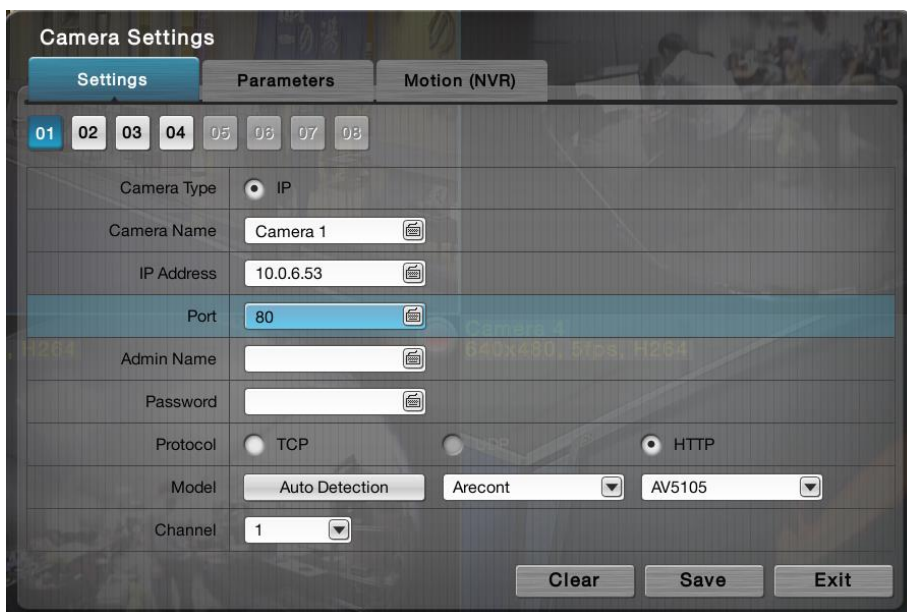 Camera Settings
Settings Parameters Motion (NVR)
01 02 03 04 05 06 07 08
Camera Type IP
Camera Name Camera 1
IP Address 10.0.6.53
Port 80
Camera 4
, H264 640x480, 5fps, H264
Admin Name
Password
Protocol TCP UDP HTTP
Model Auto Detection Arecont AV5105
Channel 1
Clear Save Exit